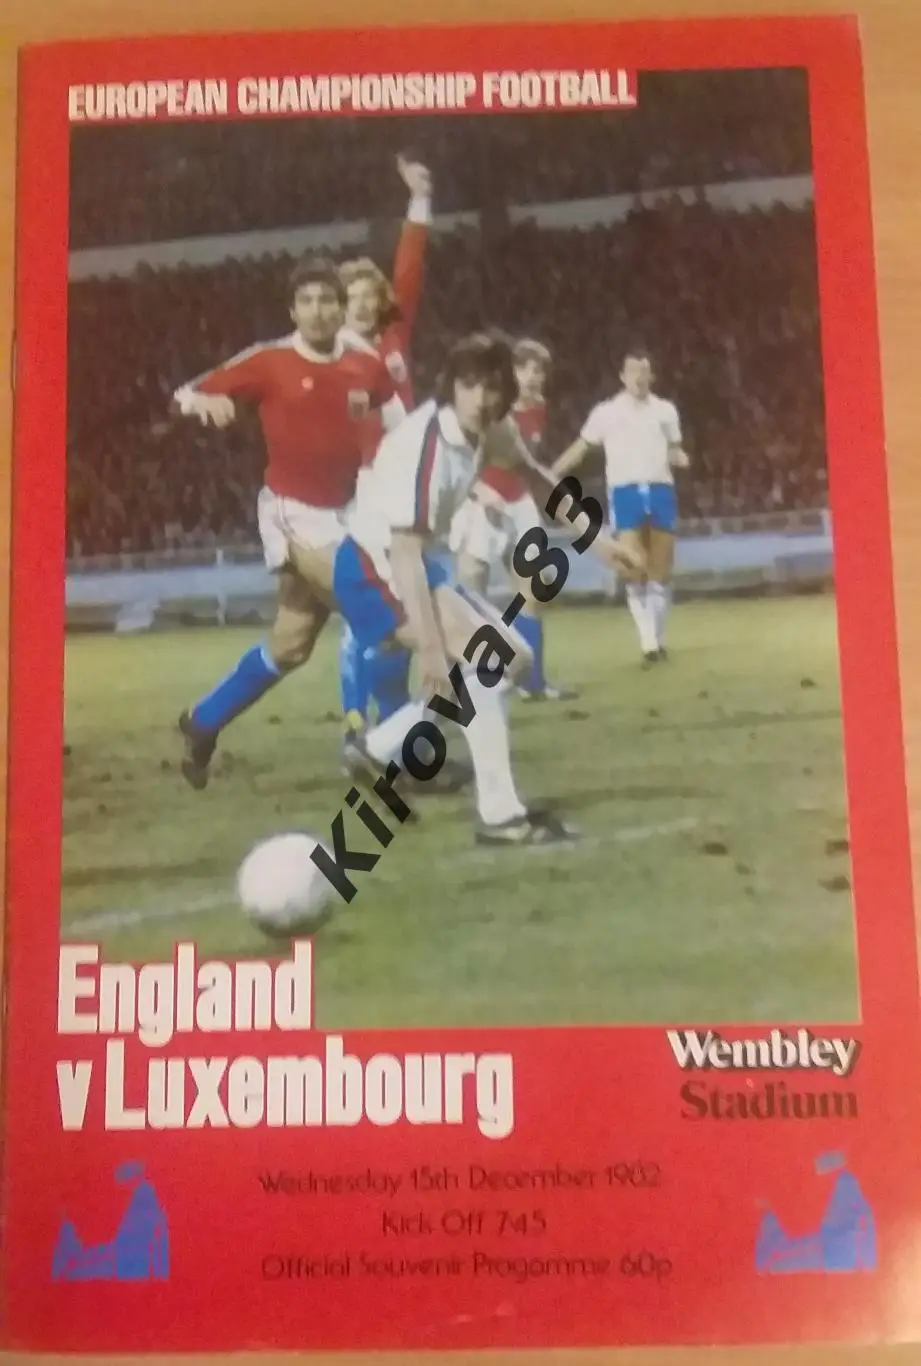 EUROPEAN CHAMPIONSHIP FOOTBALL
Kirova-83
England
v Luxembourg
Wembley
Stadium
Wednesday 15th December 1982
Kick Off 7.45
Official Souvenir Progamme 60p